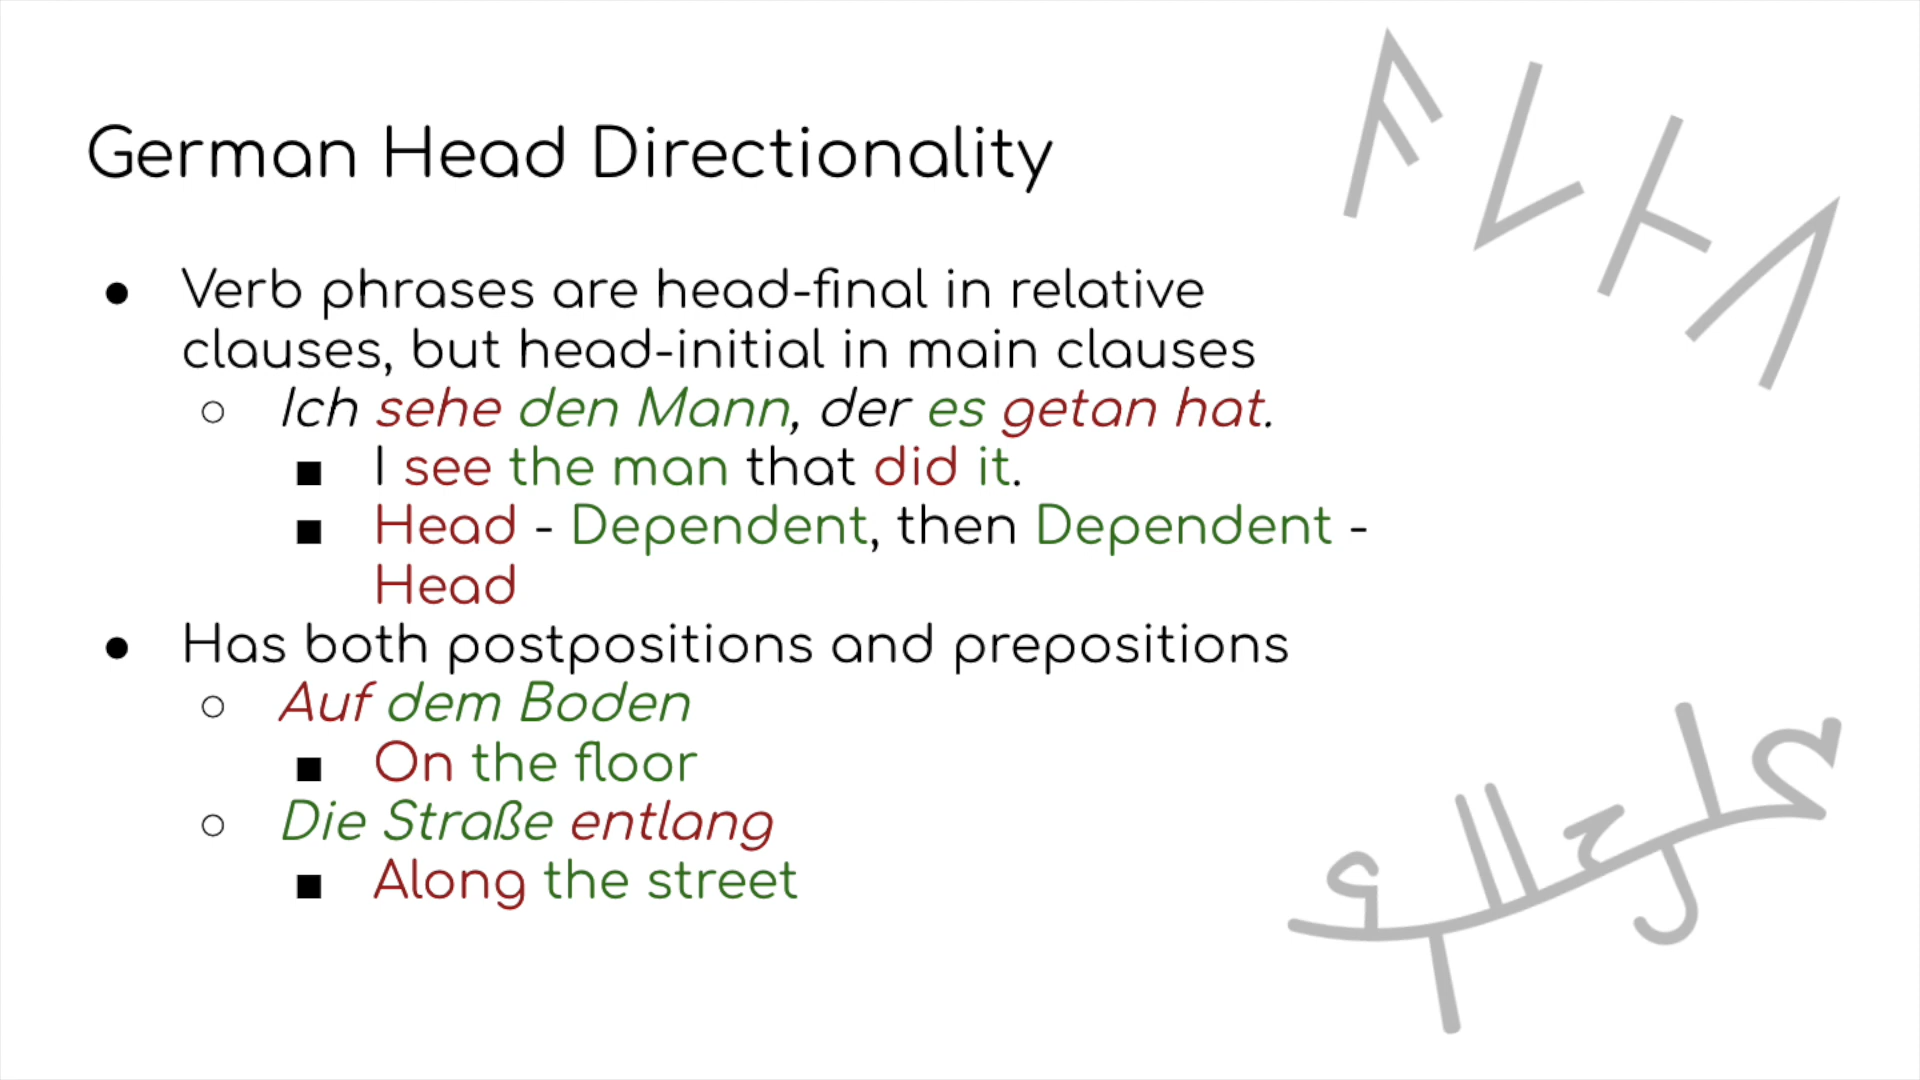 German Head Directionality
● Verb phrases are head-final in relative
clauses, but head-initial in main clauses
○ Ich sehe den Mann, der es getan hat.
■ I see the man that did it.
■ Head - Dependent, then Dependent -
Head
● Has both postpositions and prepositions
○ Auf dem Boden
■ On the floor
○ Die Straße entlang
■ Along the street